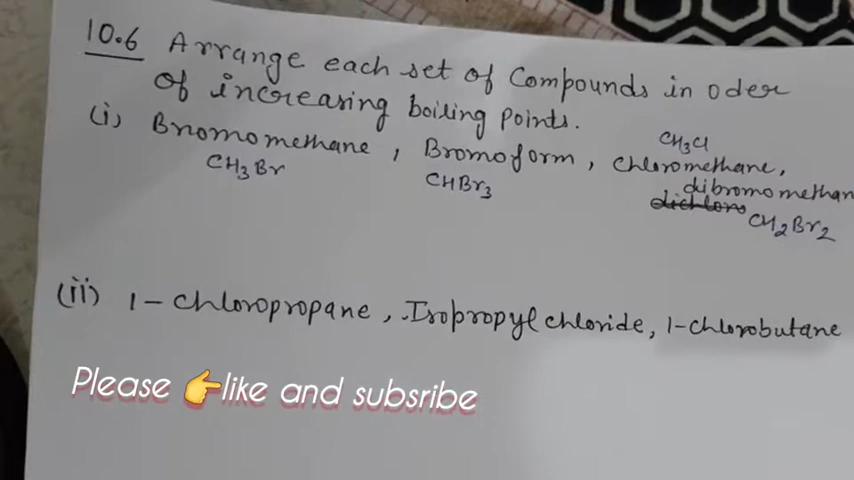 10.6 Arrange each set of Compounds in oder
of increasing boiling points.
(i) Bromomethane, Bromoform, chloromethane,
CH3Cl
dibromomethan
CH3Br
CHBr3
CH2Br2
(ii) 1-chloropropane, Isopropyl chloride, 1-chlorobutane
Please 👉like and subsribe